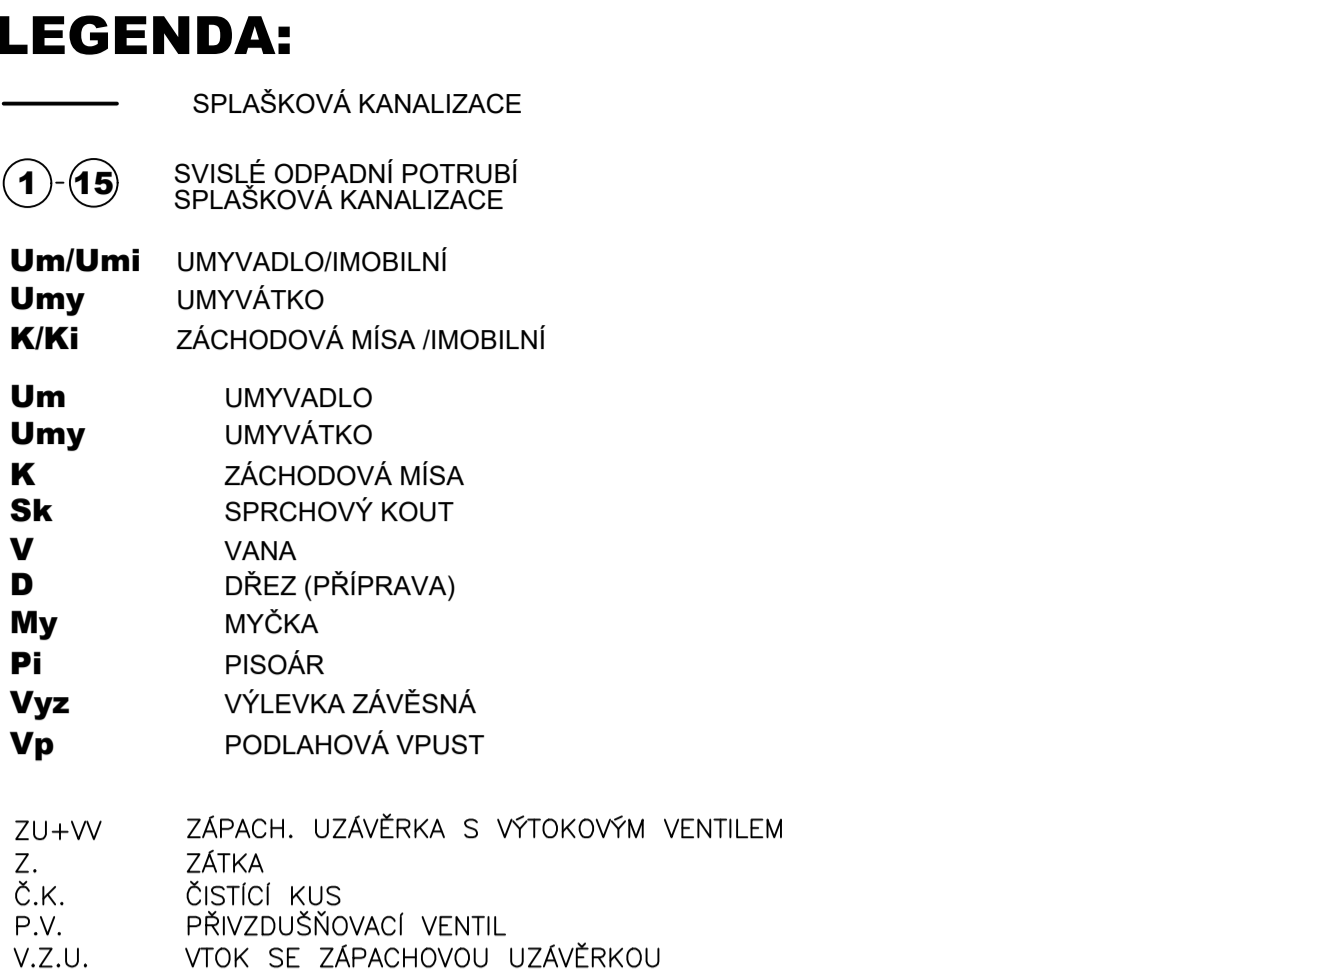 LEGENDA:
SPLAŠKOVÁ KANALIZACE
1-15 SVISLÉ ODPADNÍ POTRUBÍ
SPLAŠKOVÁ KANALIZACE
Um/Umi UMYVADLO/IMOBILNÍ
Umy UMYVÁTKO
K/Ki ZÁCHODOVÁ MÍSA /IMOBILNÍ
Um UMYVADLO
Umy UMYVÁTKO
K ZÁCHODOVÁ MÍSA
Sk SPRCHOVÝ KOUT
V VANA
D DŘEZ (PŘÍPRAVA)
My MYČKA
Pi PISOÁR
Vyz VÝLEVKA ZÁVĚSNÁ
Vp PODLAHOVÁ VPUST
ZU+VV ZÁPACH. UZÁVĚRKA S VÝTOKOVÝM VENTILEM
Z. ZÁTKA
Č.K. ČISTÍCÍ KUS
P.V. PŘIVZDUŠŇOVACÍ VENTIL
V.Z.U. VTOK SE ZÁPACHOVOU UZÁVĚRKOU